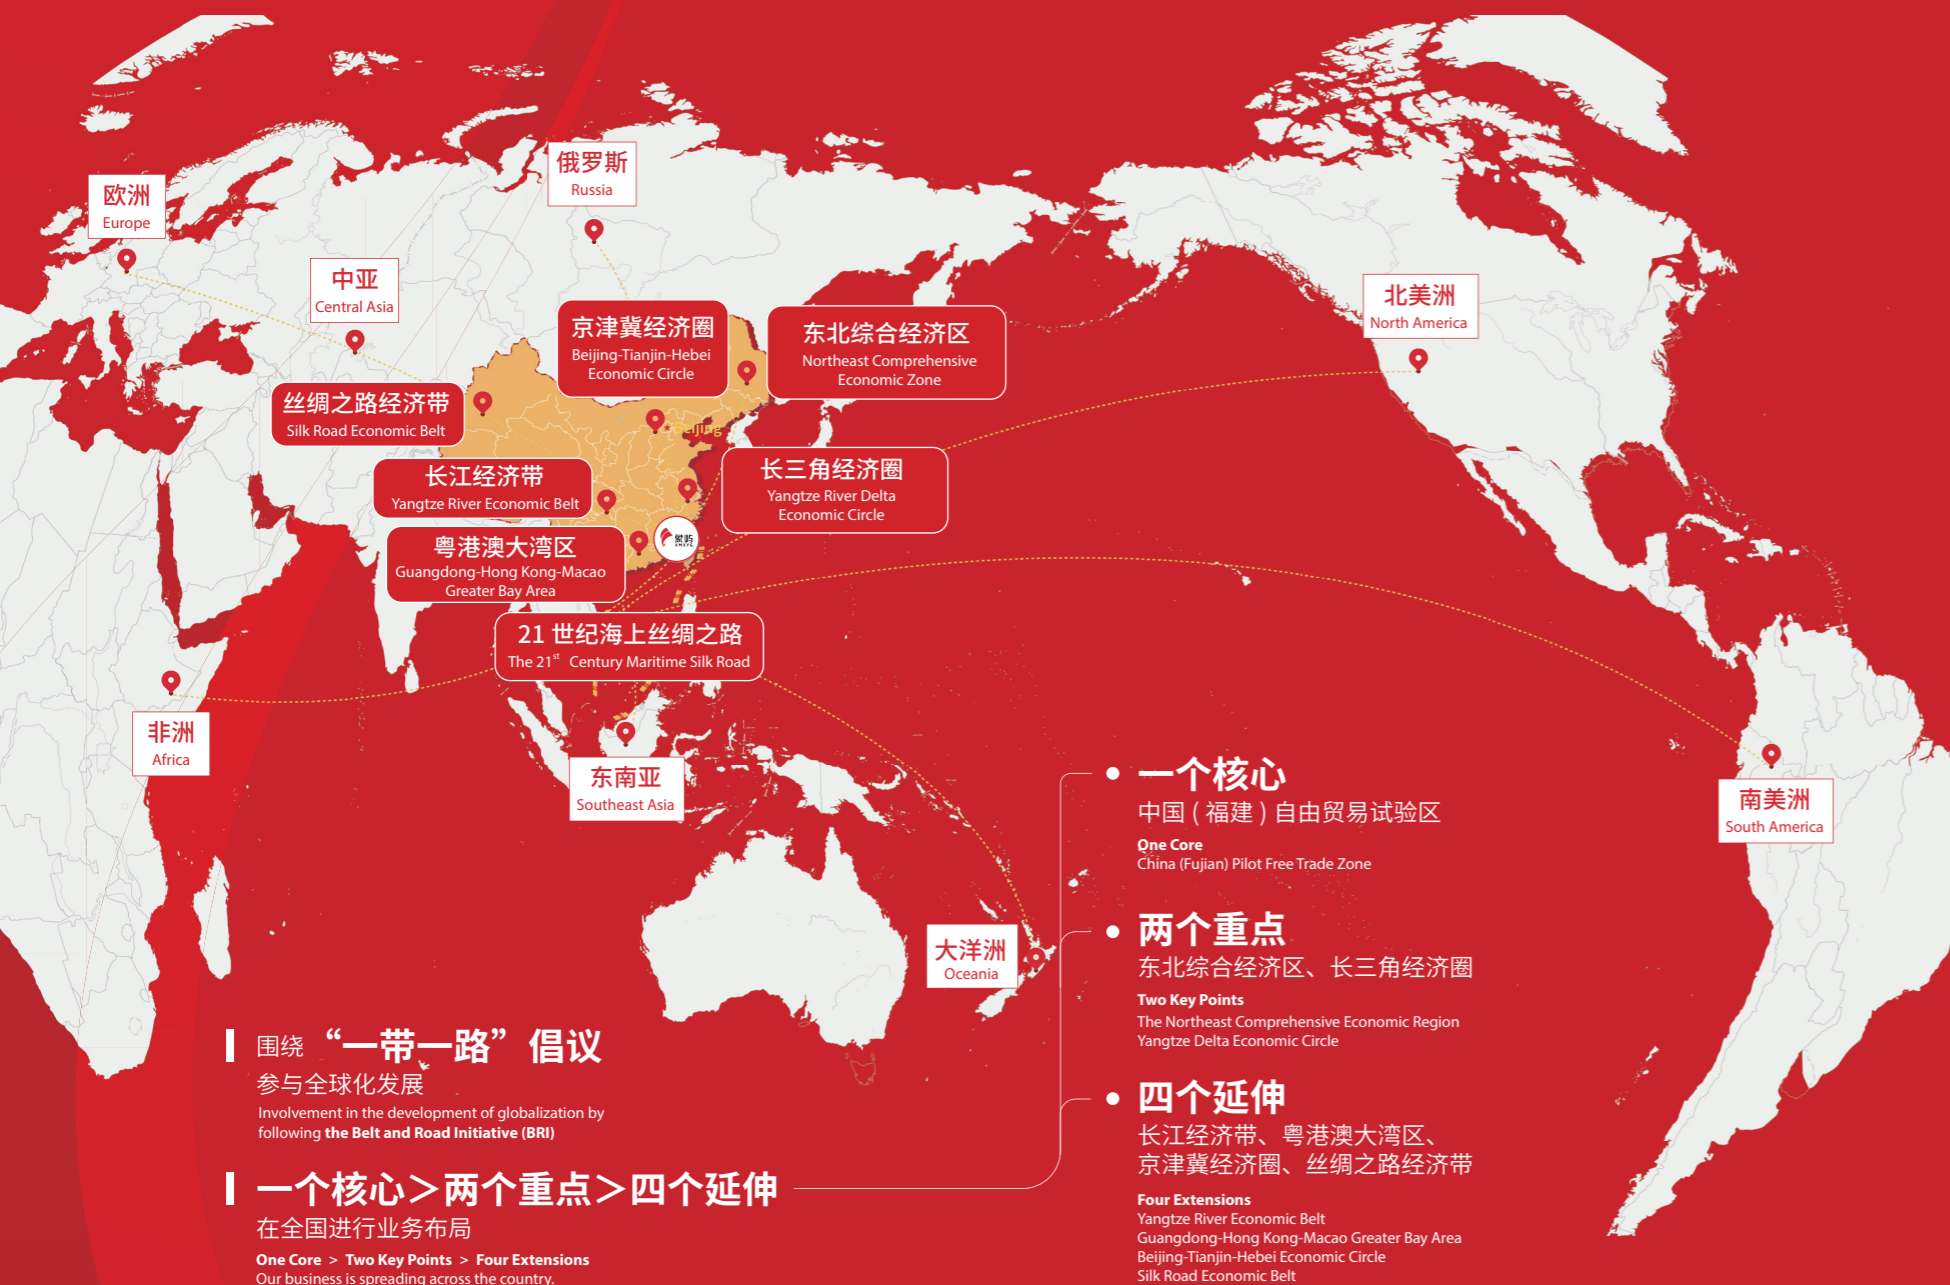 俄罗斯
Russia
欧洲
Europe
中亚
Central Asia
北美洲
North America
京津冀经济圈
Beijing-Tianjin-Hebei
Economic Circle
东北综合经济区
Northeast Comprehensive
Economic Zone
丝绸之路经济带
Silk Road Economic Belt
Beijing
长江经济带
Yangtze River Economic Belt
长三角经济圈
Yangtze River Delta
Economic Circle
象屿
XMXYG
粤港澳大湾区
Guangdong-Hong Kong-Macao
Greater Bay Area
21 世纪海上丝绸之路
The 21st Century Maritime Silk Road
非洲
Africa
东南亚
Southeast Asia
南美洲
South America
大洋洲
Oceania
一个核心
中国 ( 福建 ) 自由贸易试验区
One Core
China (Fujian) Pilot Free Trade Zone
两个重点
东北综合经济区、长三角经济圈
Two Key Points
The Northeast Comprehensive Economic Region
Yangtze Delta Economic Circle
四个延伸
长江经济带、粤港澳大湾区、
京津冀经济圈、丝绸之路经济带
Four Extensions
Yangtze River Economic Belt
Guangdong-Hong Kong-Macao Greater Bay Area
Beijing-Tianjin-Hebei Economic Circle
Silk Road Economic Belt
围绕 “一带一路” 倡议
参与全球化发展
Involvement in the development of globalization by
following the Belt and Road Initiative (BRI)
一个核心＞两个重点＞四个延伸
在全国进行业务布局
One Core > Two Key Points > Four Extensions
Our business is spreading across the country.